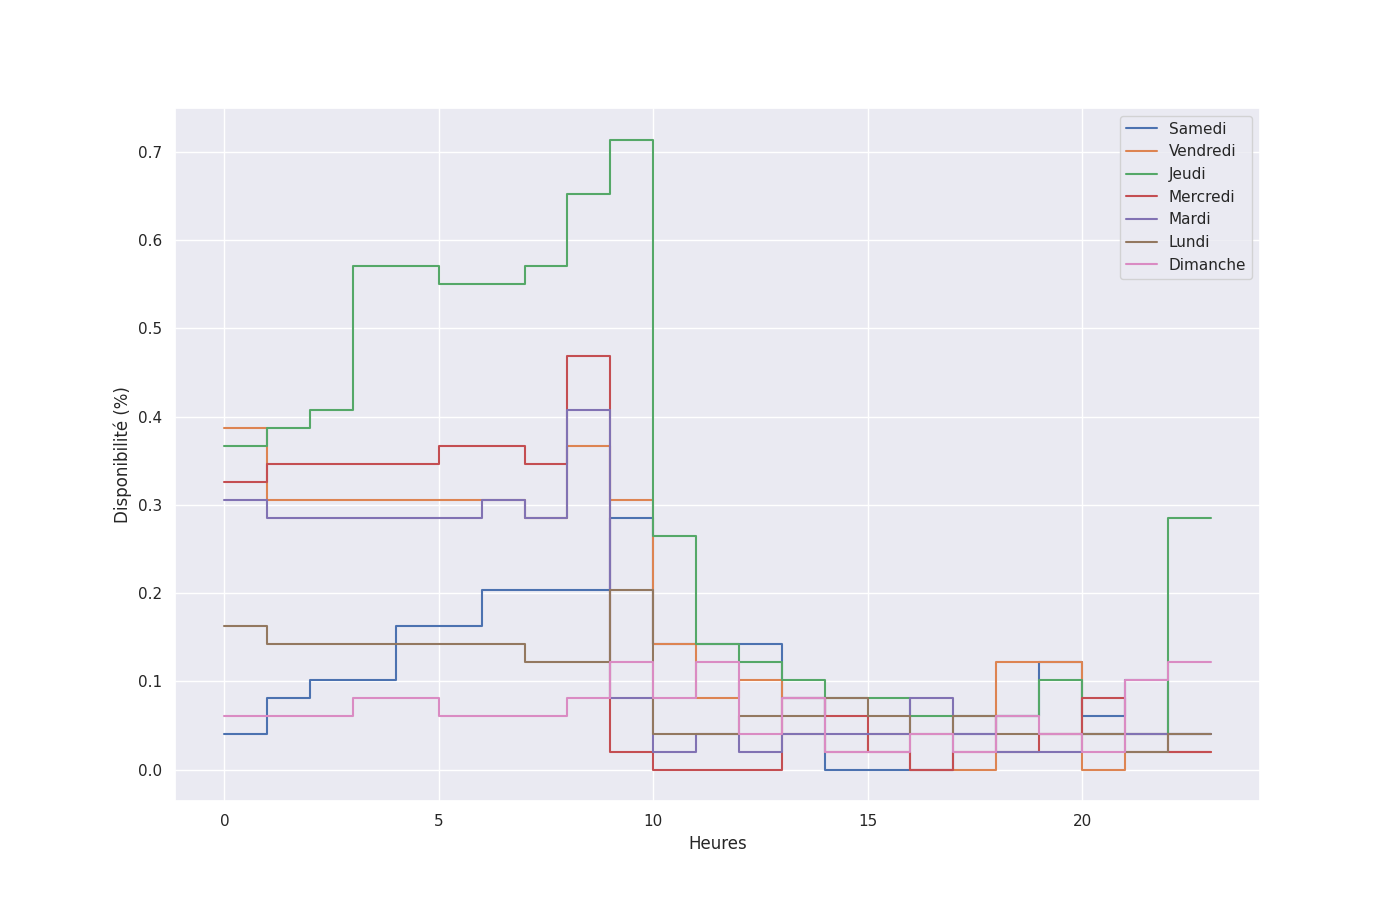 Samedi
Vendredi
Jeudi
Mercredi
Mardi
Lundi
Dimanche
Disponibilité (%)
0.7
0.6
0.5
0.4
0.3
0.2
0.1
0.0
0 5 10 15 20
Heures